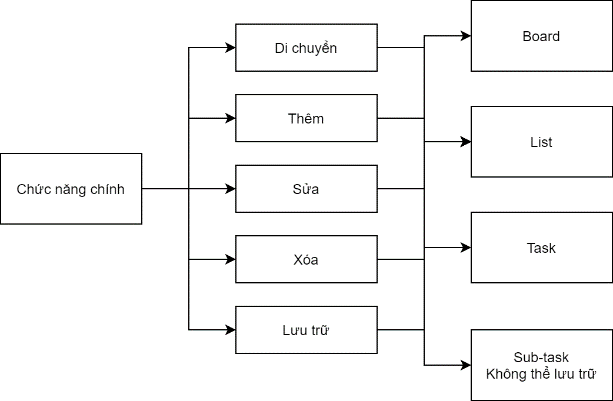 Chức năng chính
Di chuyển
Thêm
Sửa
Xóa
Lưu trữ
Board
List
Task
Sub-task
Không thể lưu trữ